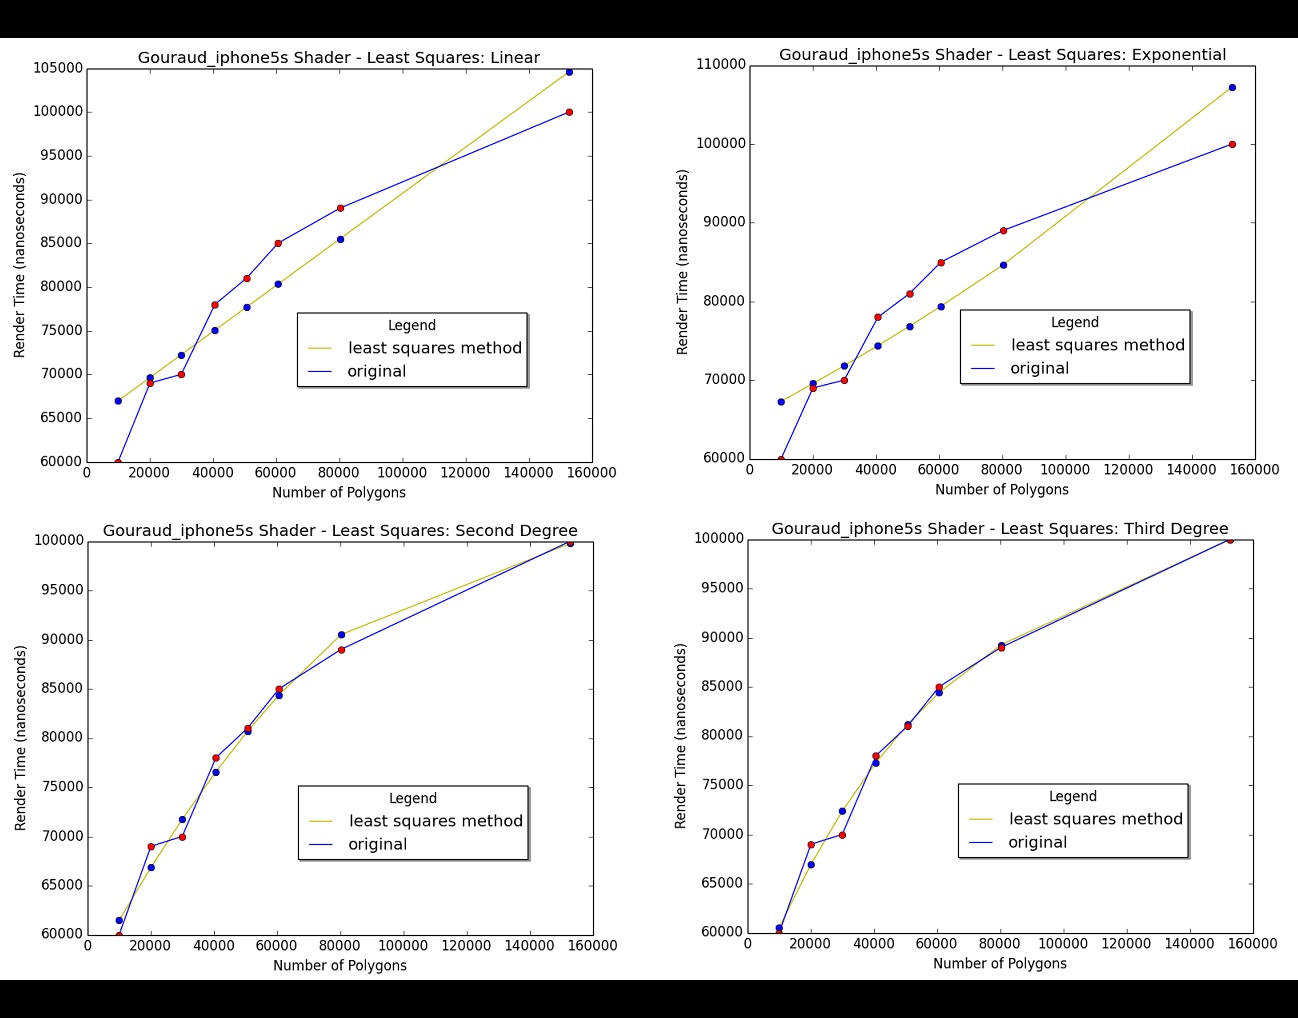 Gouraud_iphone5s Shader - Least Squares: Linear
105000
100000
95000
90000
85000
80000
75000
70000
65000
60000
Render Time (nanoseconds)
Legend
least squares method
original
0 20000 40000 60000 80000 100000 120000 140000 160000
Number of Polygons
Gouraud_iphone5s Shader - Least Squares: Exponential
110000
100000
90000
80000
70000
60000
Render Time (nanoseconds)
Legend
least squares method
original
0 20000 40000 60000 80000 100000 120000 140000 160000
Number of Polygons
Gouraud_iphone5s Shader - Least Squares: Second Degree
100000
95000
90000
85000
80000
75000
70000
65000
60000
Render Time (nanoseconds)
Legend
least squares method
original
0 20000 40000 60000 80000 100000 120000 140000 160000
Number of Polygons
Gouraud_iphone5s Shader - Least Squares: Third Degree
100000
95000
90000
85000
80000
75000
70000
65000
60000
Render Time (nanoseconds)
Legend
least squares method
original
0 20000 40000 60000 80000 100000 120000 140000 160000
Number of Polygons